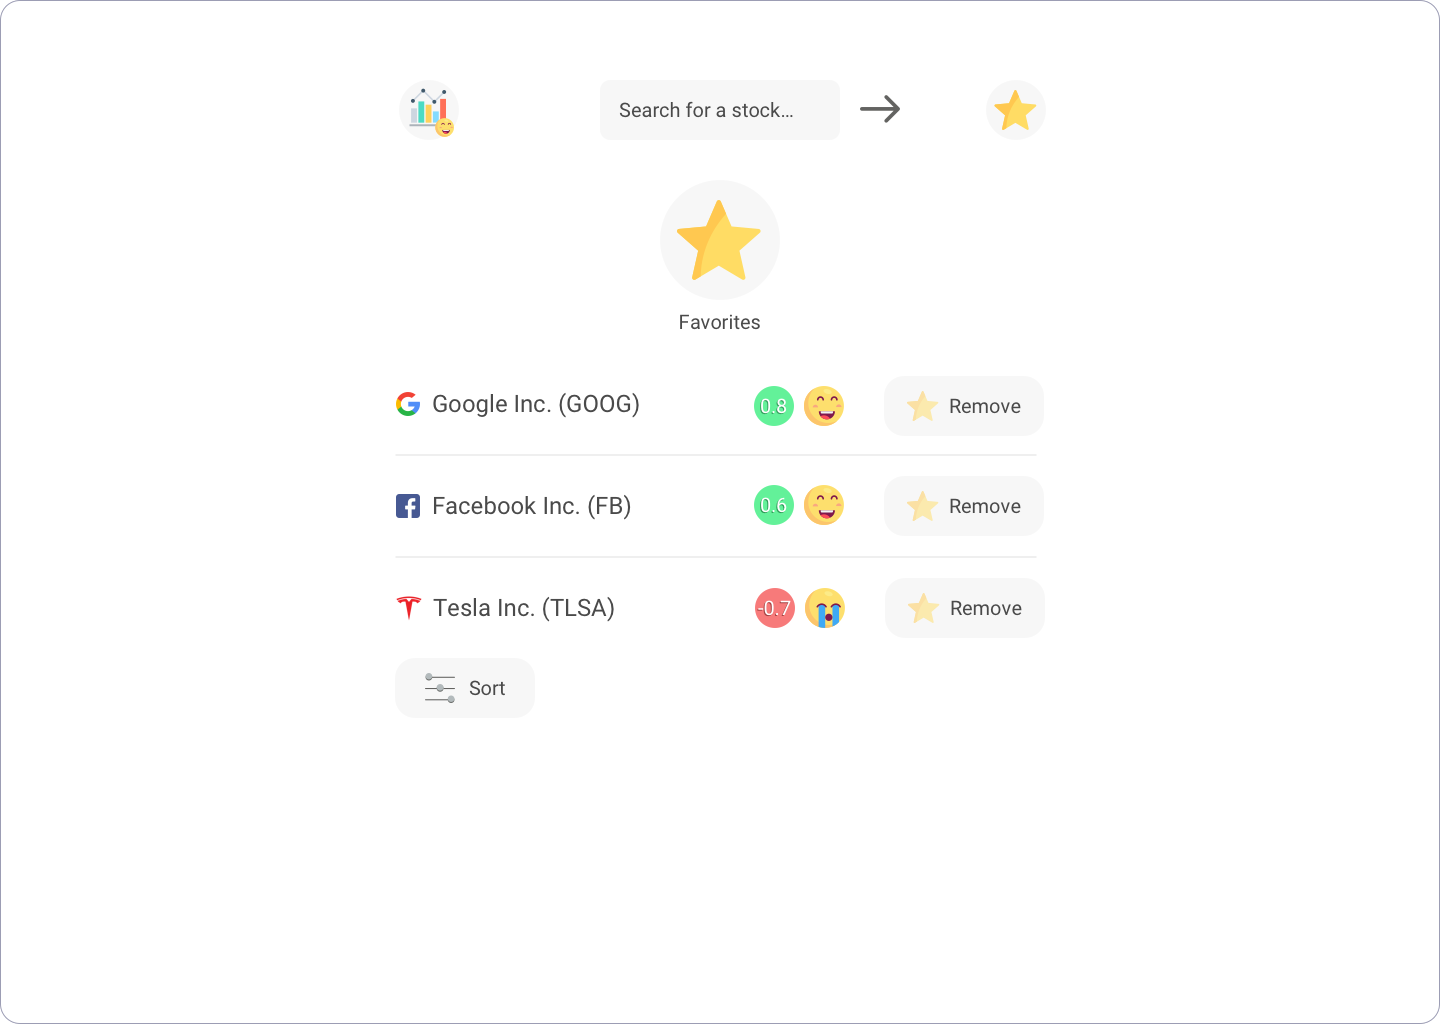 Search for a stock...
Favorites
Google Inc. (GOOG) 0.8 Remove
Facebook Inc. (FB) 0.6 Remove
Tesla Inc. (TLSA) -0.7 Remove
Sort